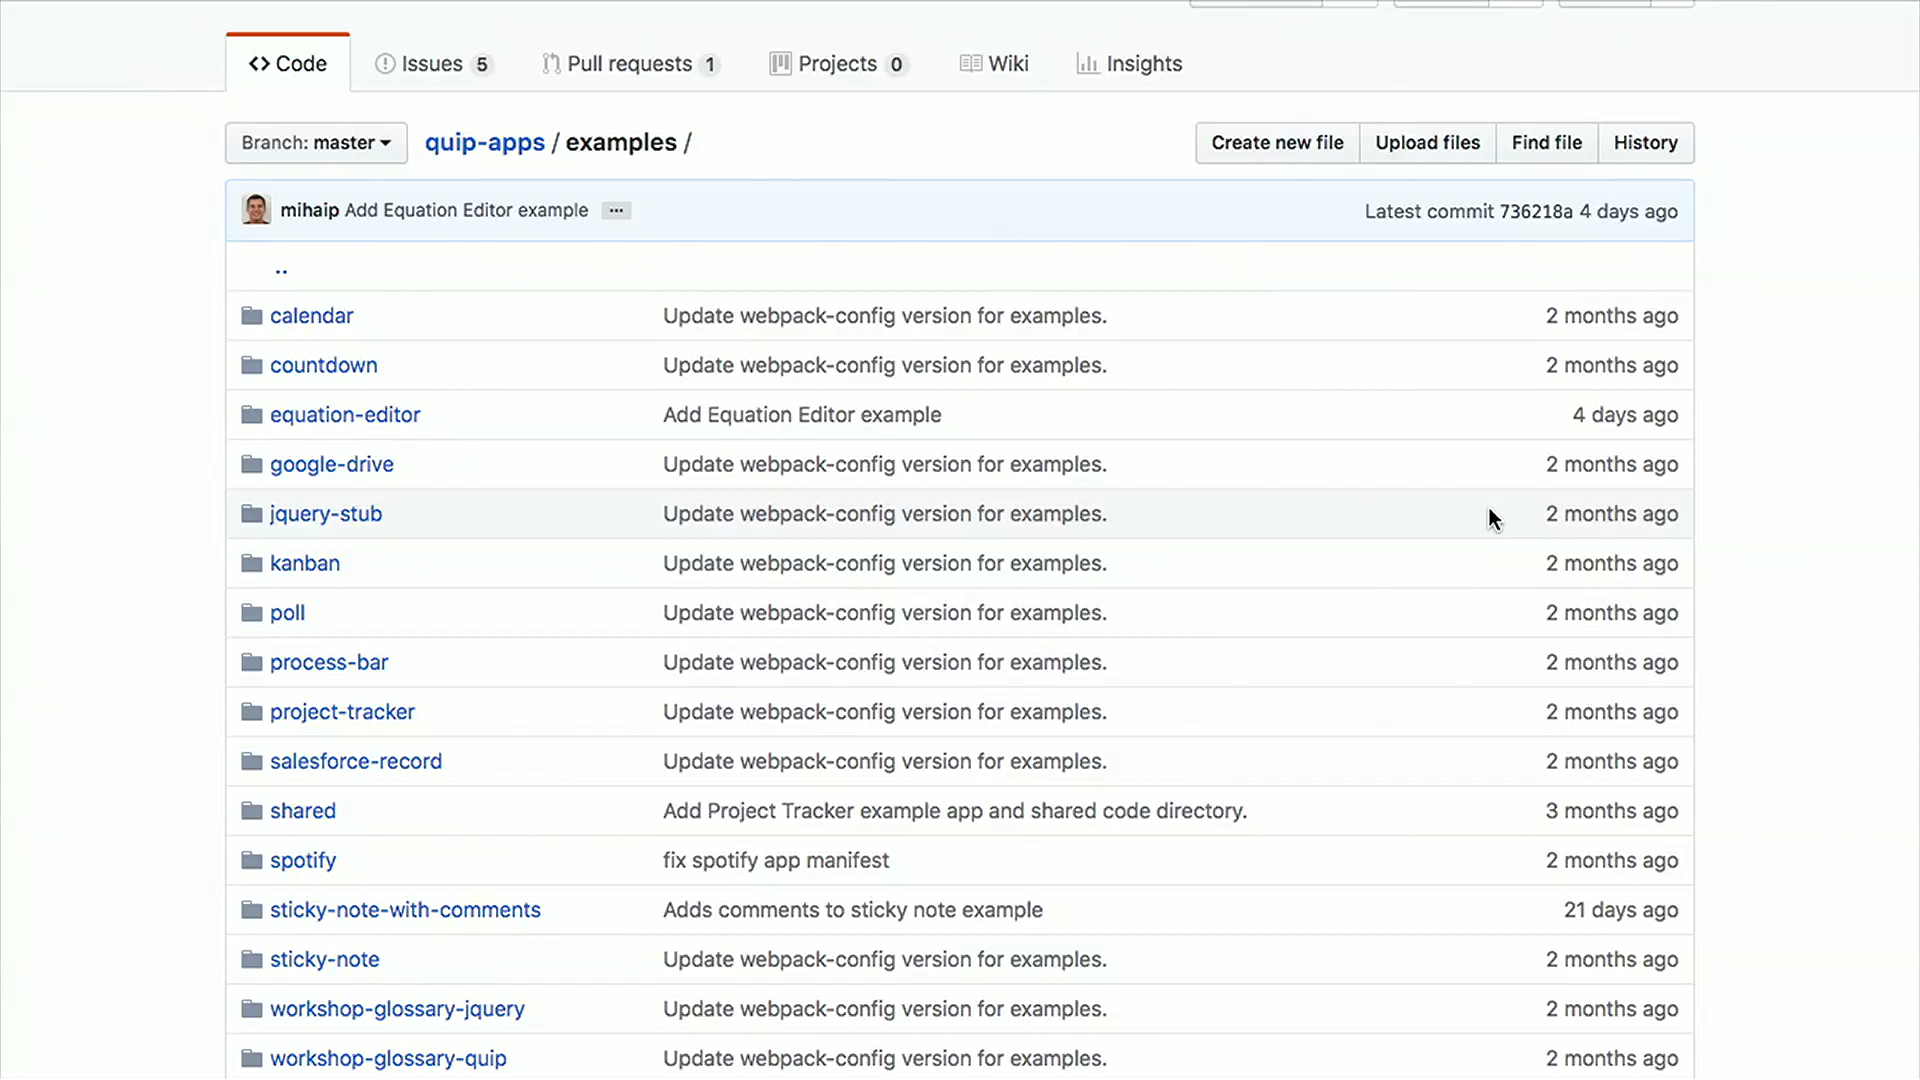 <> Code Issues 5 Pull requests 1 Projects 0 Wiki Insights
Branch: master quip-apps / examples / Create new file Upload files Find file History
mihaip Add Equation Editor example ... Latest commit 736218a 4 days ago
..
calendar Update webpack-config version for examples. 2 months ago
countdown Update webpack-config version for examples. 2 months ago
equation-editor Add Equation Editor example 4 days ago
google-drive Update webpack-config version for examples. 2 months ago
jquery-stub Update webpack-config version for examples. 2 months ago
kanban Update webpack-config version for examples. 2 months ago
poll Update webpack-config version for examples. 2 months ago
process-bar Update webpack-config version for examples. 2 months ago
project-tracker Update webpack-config version for examples. 2 months ago
salesforce-record Update webpack-config version for examples. 2 months ago
shared Add Project Tracker example app and shared code directory. 3 months ago
spotify fix spotify app manifest 2 months ago
sticky-note-with-comments Adds comments to sticky note example 21 days ago
sticky-note Update webpack-config version for examples. 2 months ago
workshop-glossary-jquery Update webpack-config version for examples. 2 months ago
workshop-glossary-quip Update webpack-config version for examples. 2 months ago